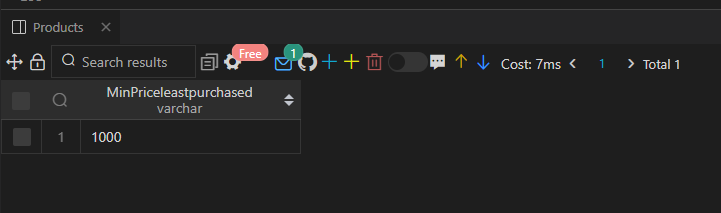 Products
Search results
Free
1
Cost: 7ms
1
Total 1
MinPriceleastpurchased
varchar
1
1000